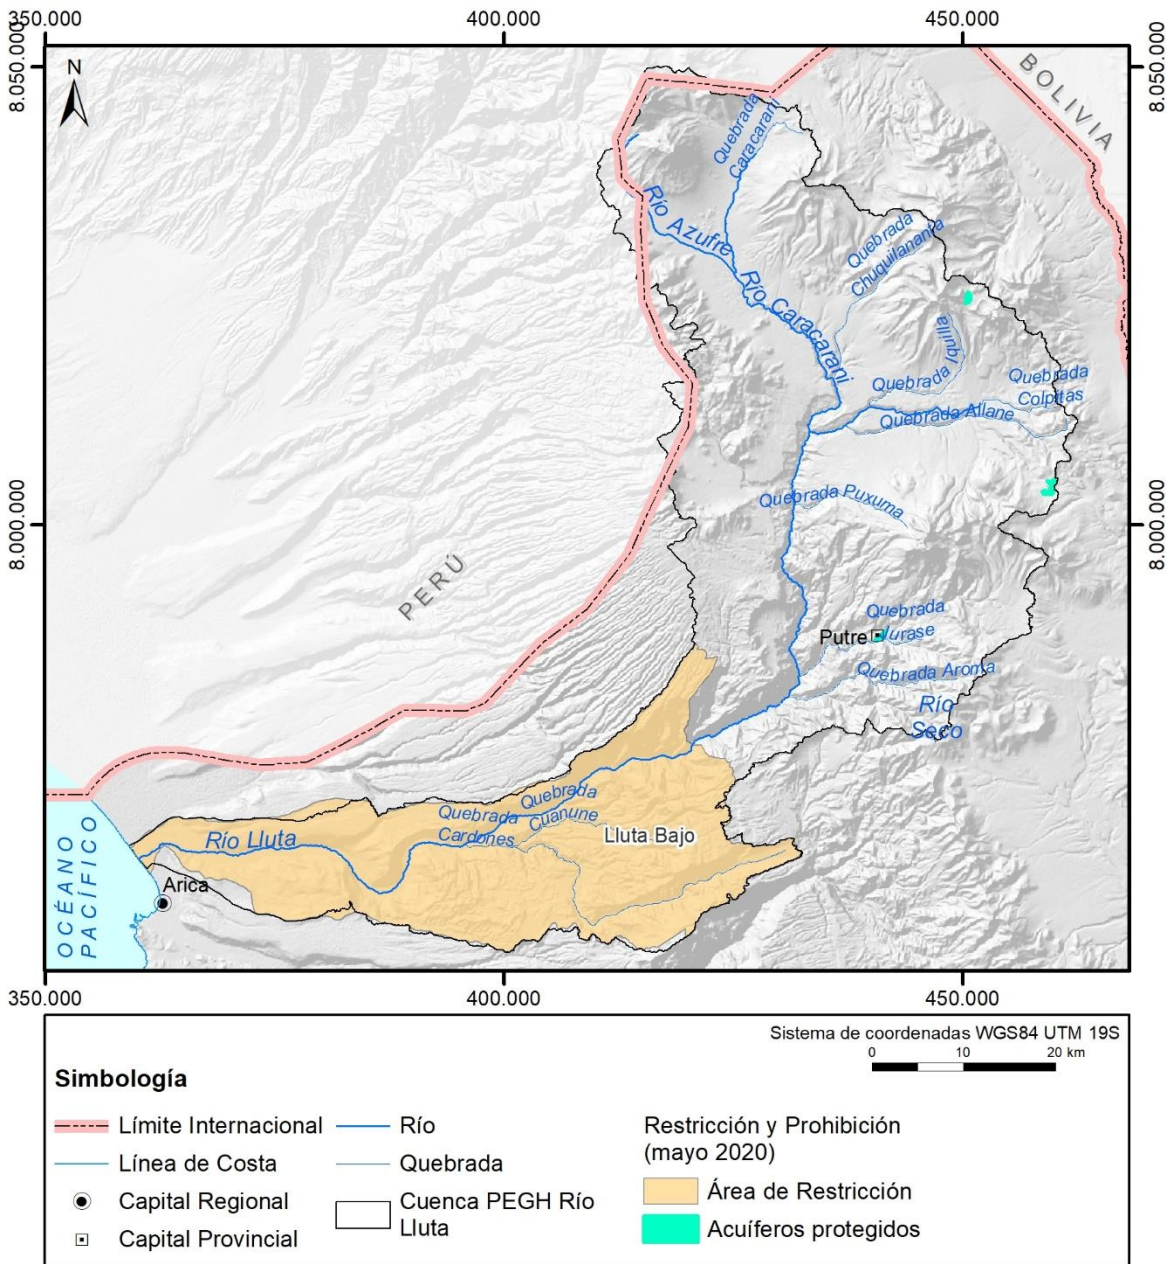 350.000
400.000
450.000
8.050.000
8.050.000
N
BOLIVIA
Quebrada
Caracarani
Río Azufre
Río Caracarani
Quebrada
Chuquilananta
Iquilla
Quebrada
Quebrada
Colpitas
Quebrada Allane
8.000.000
8.000.000
Quebrada Puxuma
PERÚ
Quebrada
Jurase
Putre
Quebrada Aroma
Río
Seco
Quebrada
Cuanune
Quebrada
Cardones
Lluta Bajo
Río Lluta
Arica
OCÉANO
PACÍFICO
350.000
400.000
450.000
Sistema de coordenadas WGS84 UTM 19S
0 10 20 km
Simbología
Límite Internacional
Línea de Costa
Capital Regional
Capital Provincial
Río
Quebrada
Cuenca PEGH Río
Lluta
Restricción y Prohibición
(mayo 2020)
Área de Restricción
Acuíferos protegidos